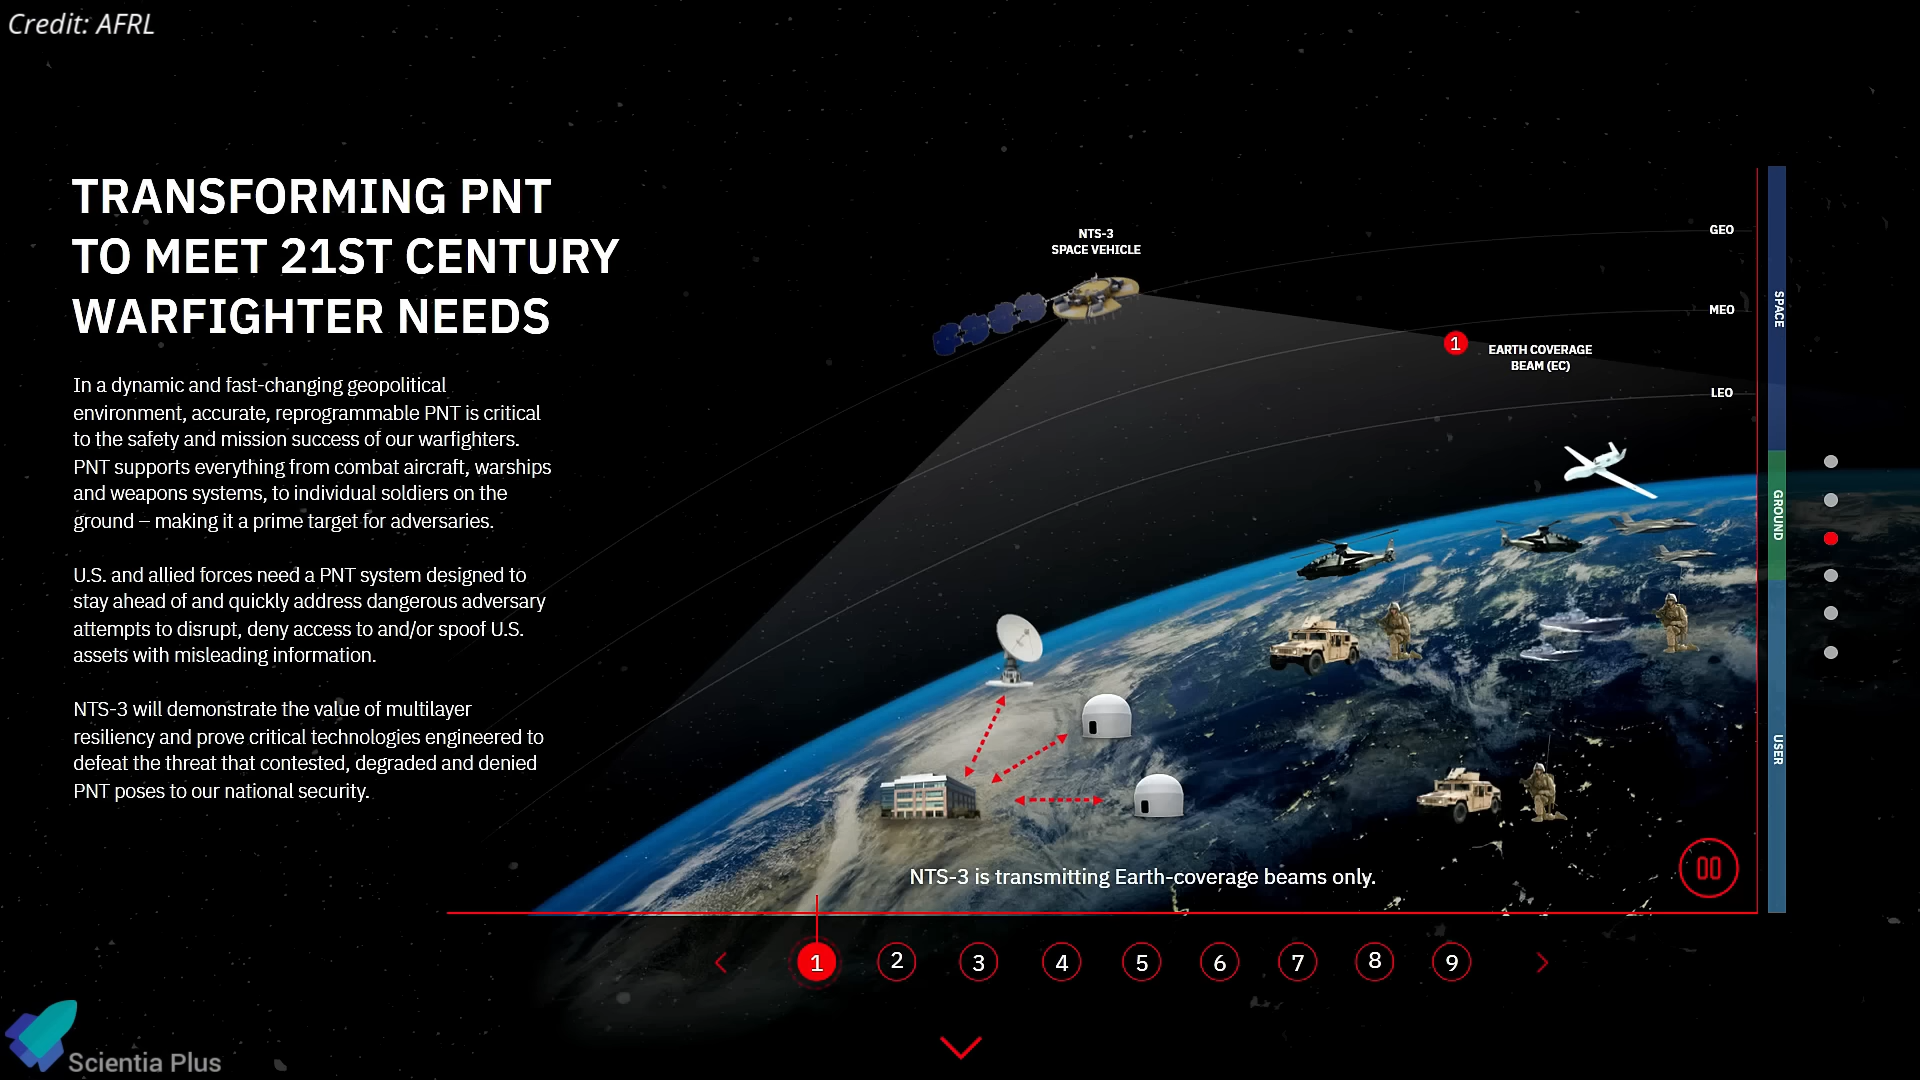 Credit: AFRL
TRANSFORMING PNT
TO MEET 21ST CENTURY
WARFIGHTER NEEDS
In a dynamic and fast-changing geopolitical
environment, accurate, reprogrammable PNT is critical
to the safety and mission success of our warfighters.
PNT supports everything from combat aircraft, warships
and weapons systems, to individual soldiers on the
ground – making it a prime target for adversaries.
U.S. and allied forces need a PNT system designed to
stay ahead of and quickly address dangerous adversary
attempts to disrupt, deny access to and/or spoof U.S.
assets with misleading information.
NTS-3 will demonstrate the value of multilayer
resiliency and prove critical technologies engineered to
defeat the threat that contested, degraded and denied
PNT poses to our national security.
NTS-3
SPACE VEHICLE
GEO
MEO
1
EARTH COVERAGE
BEAM (EC)
LEO
SPACE
GROUND
USER
NTS-3 is transmitting Earth-coverage beams only.
1 2 3 4 5 6 7 8 9
Scientia Plus